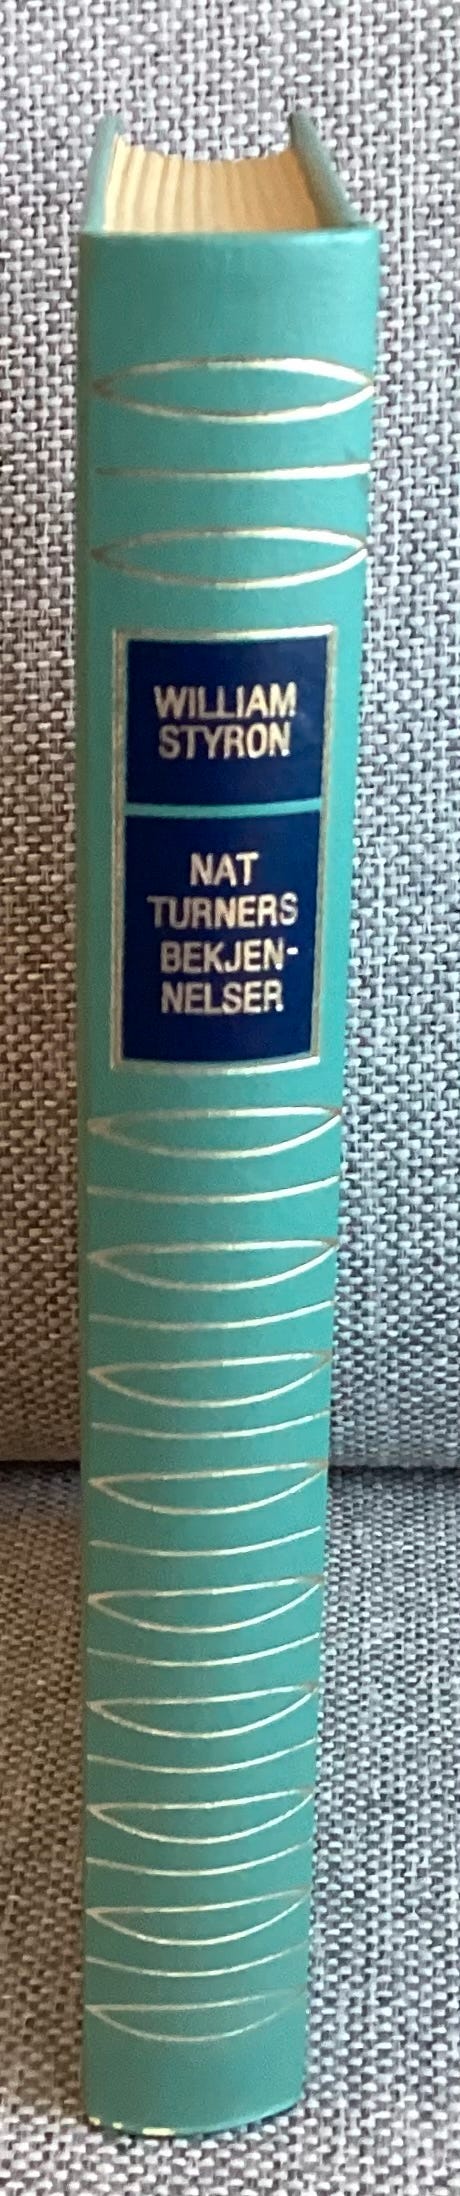 WILLIAM
STYRON
NAT
TURNERS
BEKJEN-
NELSER